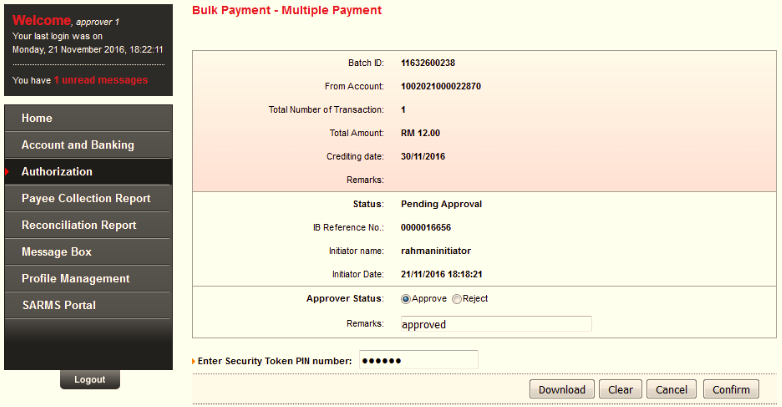 Welcome, approver 1
Your last login was on
Monday, 21 November 2016, 18:22:11
You have 1 unread messages
Home
Account and Banking
Authorization
Payee Collection Report
Reconciliation Report
Message Box
Profile Management
SARMS Portal
Logout
Bulk Payment - Multiple Payment
Batch ID: 11632600238
From Account: 1002021000022870
Total Number of Transaction: 1
Total Amount: RM 12.00
Crediting date: 30/11/2016
Remarks:
Status: Pending Approval
IB Reference No.: 0000016656
Initiator name: rahmaninitiator
Initiator Date: 21/11/2016 18:18:21
Approver Status: Approve Reject
Remarks: approved
Enter Security Token PIN number: ●●●●●●
Download Clear Cancel Confirm